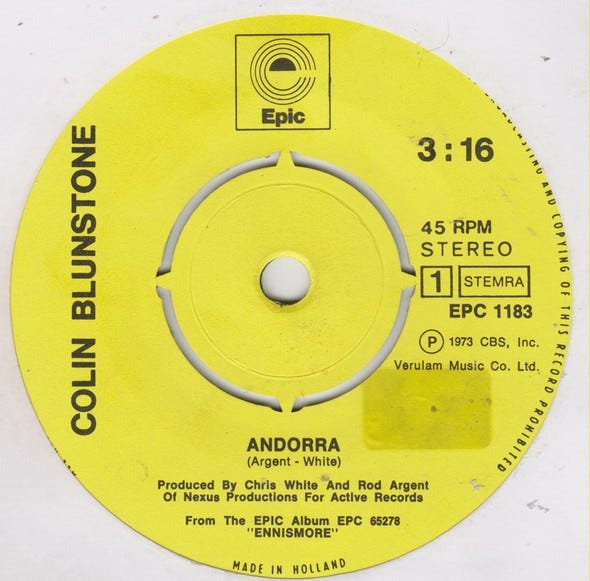 Epic
COLIN BLUNSTONE
3 : 16
45 RPM
STEREO
1 STEMRA
EPC 1183
Ⓟ 1973 CBS, Inc.
Verulam Music Co. Ltd.
ANDORRA
(Argent - White)
Produced By Chris White And Rod Argent
Of Nexus Productions For Active Records
From The EPIC Album EPC 65278
"ENNISMORE"
MADE IN HOLLAND
AND COPYING OF THIS RECORD PROHIBITED